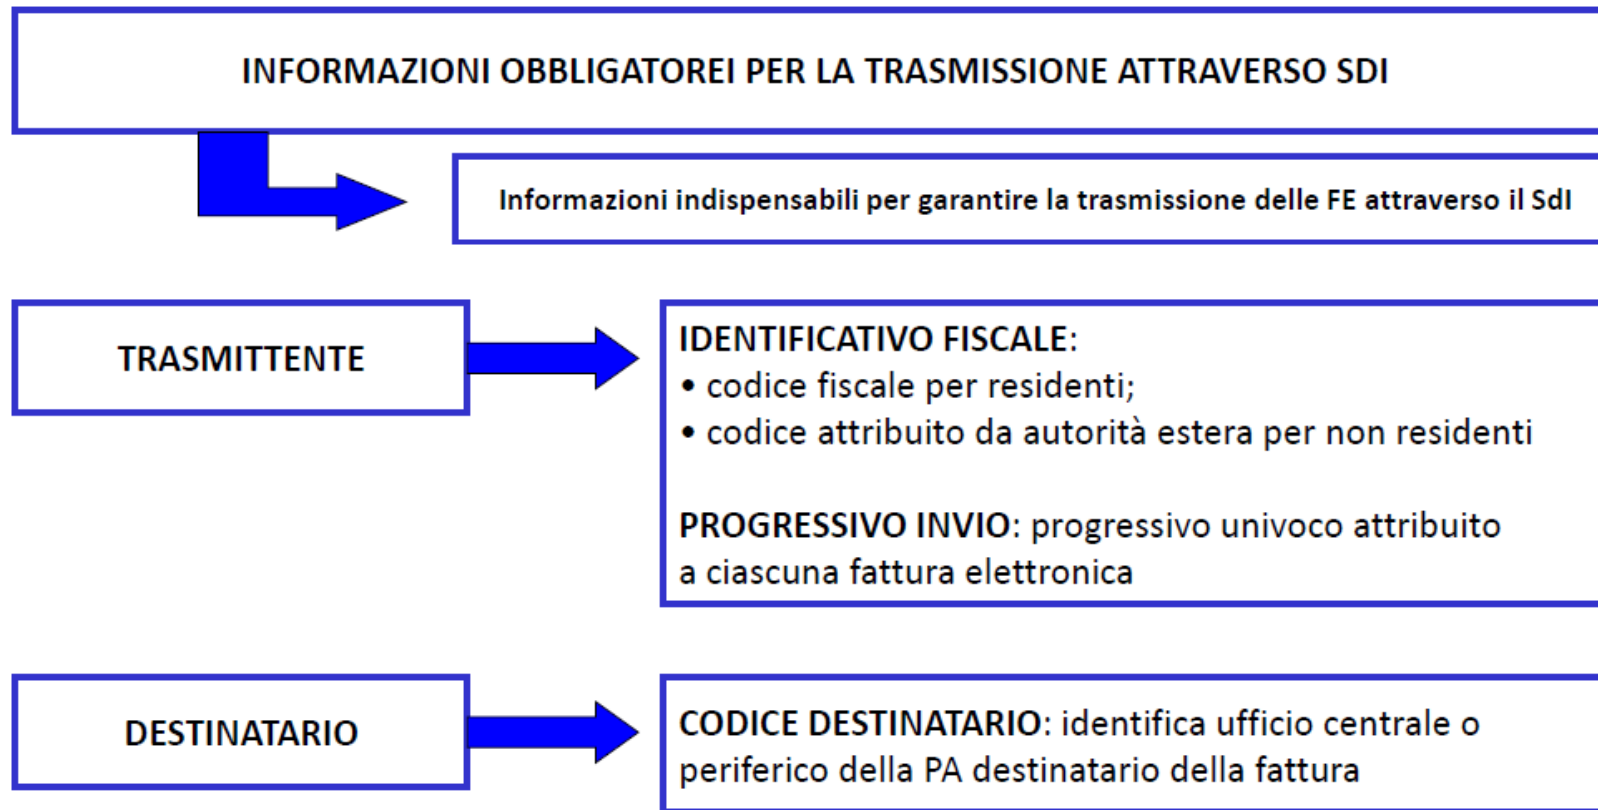 INFORMAZIONI OBBLIGATOREI PER LA TRASMISSIONE ATTRAVERSO SDI
Informazioni indispensabili per garantire la trasmissione delle FE attraverso il SdI
TRASMITTENTE
IDENTIFICATIVO FISCALE:
• codice fiscale per residenti;
• codice attribuito da autorità estera per non residenti
PROGRESSIVO INVIO: progressivo univoco attribuito
a ciascuna fattura elettronica
DESTINATARIO
CODICE DESTINATARIO: identifica ufficio centrale o
periferico della PA destinatario della fattura